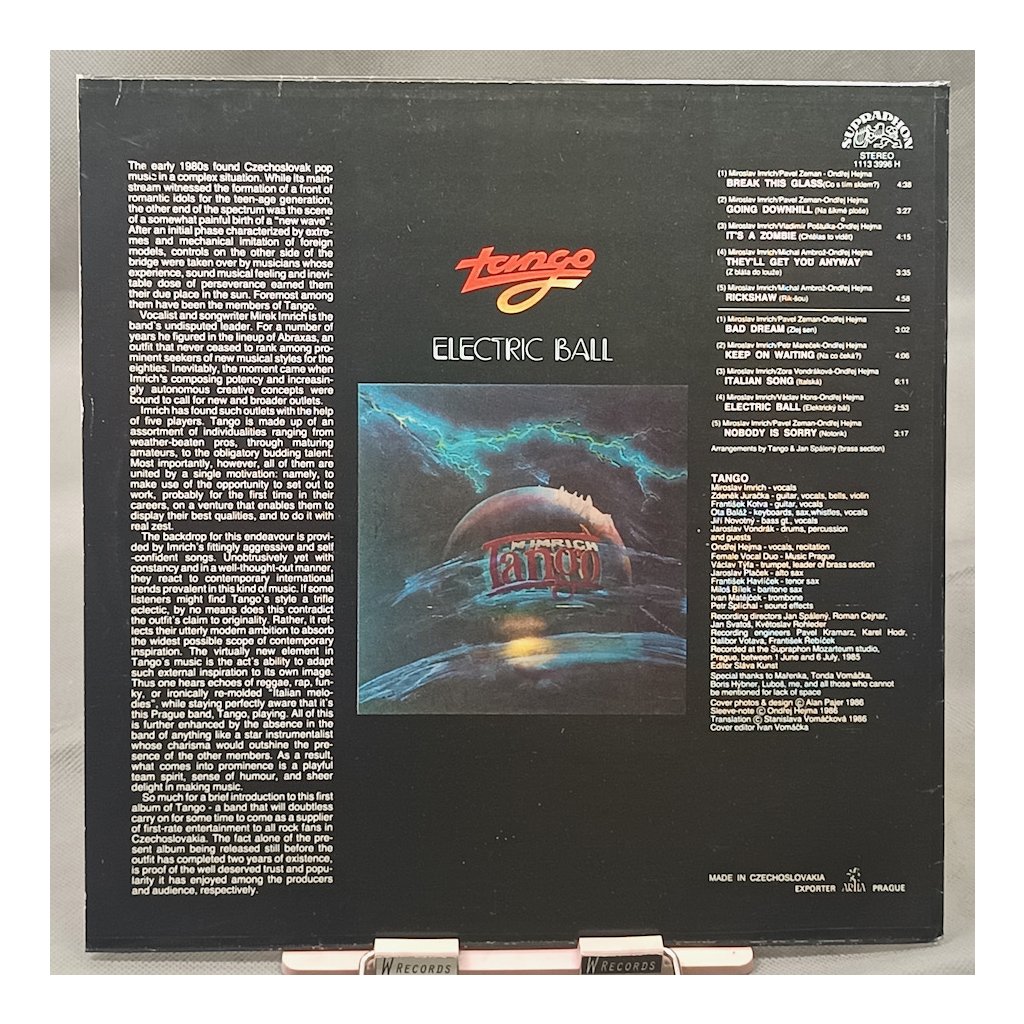 The early 1980s found Czechoslovak pop
music in a complex situation. While its main-
stream witnessed the formation of a front of
romantic idols for the teen-age generation,
the other end of the spectrum was the scene
of a somewhat painful birth of a "new wave".
After an initial phase characterized by extre-
mes and mechanical imitation of foreign
models, controls on the other side of the
bridge were taken over by musicians whose
experience, sound musical feeling and inevi-
table dose of perseverance earned them
their due place in the sun. Foremost among
them have been the members of Tango.
Vocalist and songwriter Mirek Imrich is the
band's undisputed leader. For a number of
years he figured in the lineup of Abraxas, an
outfit that never ceased to rank among pro-
minent seekers of new musical styles for the
eighties. Inevitably, the moment came when
Imrich's composing potency and increasin-
gly autonomous creative concepts were
bound to call for new and broader outlets.
Imrich has found such outlets with the help
of five players. Tango is made up of an
assortment of individualities ranging from
weather-beaten pros, through maturing
amateurs, to the obligatory budding talent.
Most importantly, however, all of them are
united by a single motivation: namely, to
make use of the opportunity to set out to
work, probably for the first time in their
careers, on a venture that enables them to
display their best qualities, and to do it with
real zest.
The backdrop for this endeavour is provi-
ded by Imrich's fittingly aggressive and self
-confident songs. Unobtrusively yet with
constancy and in a well-thought-out manner,
they react to contemporary international
trends prevalent in this kind of music. If some
listeners might find Tango's style a trifle
eclectic, by no means does this contradict
the outfit's claim to originality. Rather, it ref-
lects their utterly modern ambition to absorb
the widest possible scope of contemporary
inspiration. The virtually new element in
Tango's music is the act's ability to adapt
such external inspiration to its own image.
Thus one hears echoes of reggae, rap, fun-
ky, or ironically re-molded "Italian melo-
dies", while staying perfectly aware that it's
this Prague band, Tango, playing. All of this
is further enhanced by the absence in the
band of anything like a star instrumentalist
whose charisma would outshine the pre-
sence of the other members. As a result,
what comes into prominence is a playful
team spirit, sense of humour, and sheer
delight in making music.
So much for a brief introduction to this first
album of Tango - a band that will doubtless
carry on for some time to come as a supplier
of first-rate entertainment to all rock fans in
Czechoslovakia. The fact alone of the pre-
sent album being released still before the
outfit has completed two years of existence,
is proof of the well deserved trust and popu-
larity it has enjoyed among the producers
and audience, respectively.
tango
ELECTRIC BALL
M. IMRICH
Tango
SUPRAPHON
STEREO
1113 3996 H
(1) Miroslav Imrich/Pavel Zeman - Ondřej Hejma
BREAK THIS GLASS (Co s tím sklem?) 4:38
(2) Miroslav Imrich/Pavel Zeman-Ondřej Hejma
GOING DOWNHILL (Na šikmé ploše) 3:27
(3) Miroslav Imrich/Vladimír Poštulka-Ondřej Hejma
IT'S A ZOMBIE (Chtělas to vidět) 4:15
(4) Miroslav Imrich/Michal Ambrož-Ondřej Hejma
THEY'LL GET YOU ANYWAY
(Z bláta do louže) 3:35
(5) Miroslav Imrich/Michal Ambrož-Ondřej Hejma
RICKSHAW (Rik-šou) 4:58
(1) Miroslav Imrich/Pavel Zeman-Ondřej Hejma
BAD DREAM (Zlej sen) 3:02
(2) Miroslav Imrich/Petr Mareček-Ondřej Hejma
KEEP ON WAITING (Na co čeká?) 4:06
(3) Miroslav Imrich/Zora Vondráková-Ondřej Hejma
ITALIAN SONG (Italská) 6:11
(4) Miroslav Imrich/Václav Hons-Ondřej Hejma
ELECTRIC BALL (Elektrický bál) 2:53
(5) Miroslav Imrich/Pavel Zeman-Ondřej Hejma
NOBODY IS SORRY (Notorik) 3:17
Arrangements by Tango & Jan Spálený (brass section)
TANGO
Miroslav Imrich - vocals
Zdeněk Juračka - guitar, vocals, bells, violin
František Kotva - guitar, vocals
Ota Baláž - keyboards, sax, whistles, vocals
Jiří Novotný - bass gt., vocals
Jaroslav Vondrák - drums, percussion
and guests
Ondřej Hejma - vocals, recitation
Female Vocal Duo - Music Prague
Václav Týfa - trumpet, leader of brass section
Jaroslav Plaček - alto sax
František Havlíček - tenor sax
Miloš Bílek - baritone sax
Ivan Matějček - trombone
Petr Šplíchal - sound effects
Recording directors Jan Spálený, Roman Cejnar,
Jan Svatoš, Květoslav Rohleder
Recording engineers Pavel Kramarz, Karel Hodr,
Dalibor Votava, František Řebíček
Recorded at the Supraphon Mozarteum studio,
Prague, between 1 June and 6 July, 1985
Editor Sláva Kunst
Special thanks to Mařenka, Tonda Vomáčka,
Boris Hýbner, Luboš, me, and all those who cannot
be mentioned for lack of space
Cover photos & design © Alan Pajer 1986
Sleeve-note © Ondřej Hejma 1986
Translation © Stanislava Vomáčková 1986
Cover editor Ivan Vomáčka
MADE IN CZECHOSLOVAKIA
EXPORTER ARTIA PRAGUE
W RECORDS
W RECORDS